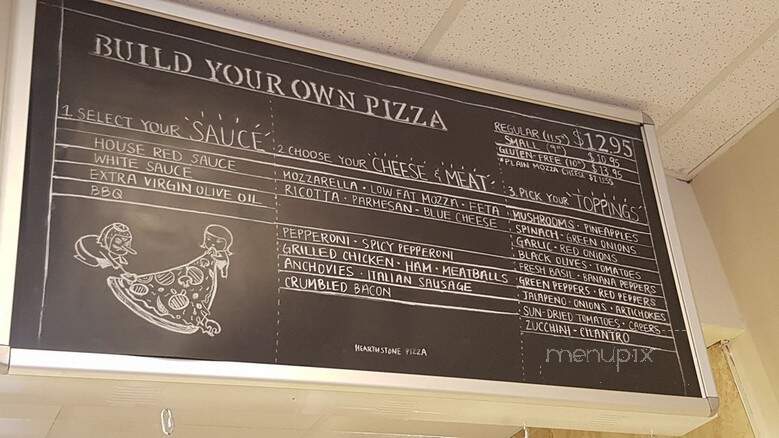 BUILD YOUR OWN PIZZA
REGULAR (11.5") $12.95
SMALL (9") $10.95
GLUTEN-FREE (10") $13.95
*PLAIN MOZZA CHEESE
1 SELECT YOUR SAUCE
HOUSE RED SAUCE
WHITE SAUCE
EXTRA VIRGIN OLIVE OIL
BBQ
2 CHOOSE YOUR CHEESE & MEAT
MOZZARELLA · LOW FAT MOZZA · FETA
RICOTTA · PARMESAN · BLUE CHEESE
PEPPERONI · SPICY PEPPERONI
GRILLED CHICKEN · HAM · MEATBALLS
ANCHOVIES · ITALIAN SAUSAGE
CRUMBLED BACON
3. PICK YOUR TOPPINGS
MUSHROOMS · PINEAPPLES
SPINACH · GREEN ONIONS
GARLIC · RED ONIONS
BLACK OLIVES · TOMATOES
FRESH BASIL · BANANA PEPPERS
GREEN PEPPERS · RED PEPPERS
JALAPENO · ONIONS · ARTICHOKES
SUN-DRIED TOMATOES · CAPERS
ZUCCHINI · CILANTRO
HEARTHSTONE PIZZA
menupix